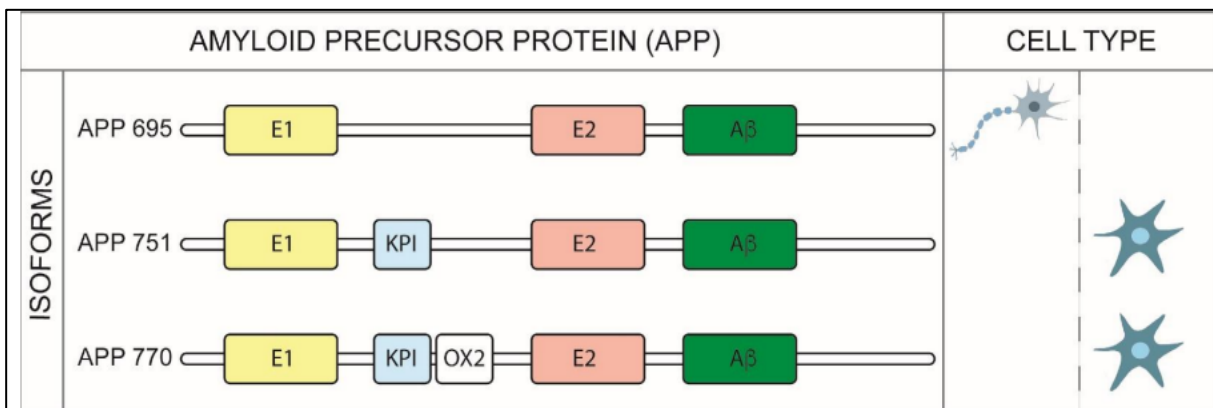 AMYLOID PRECURSOR PROTEIN (APP)
CELL TYPE
ISOFORMS
APP 695 E1 E2 Aβ
APP 751 E1 KPI E2 Aβ
APP 770 E1 KPI OX2 E2 Aβ